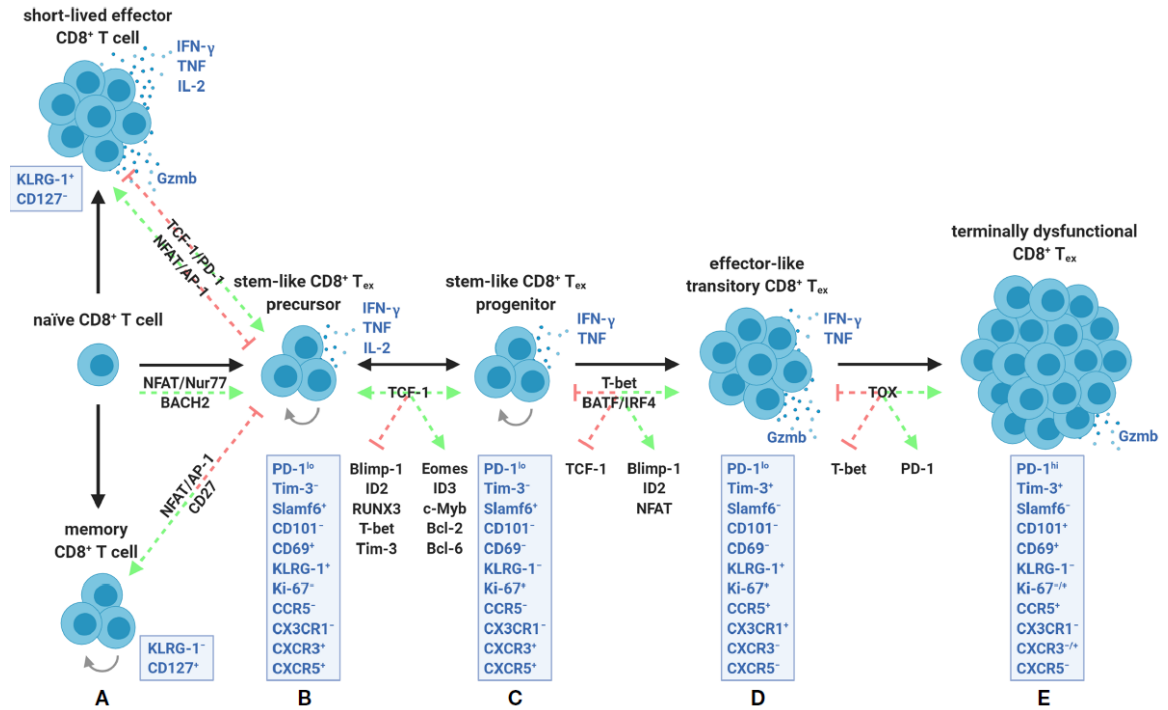 short-lived effector
CD8⁺ T cell
IFN-γ
TNF
IL-2
Gzmb
KLRG-1⁺
CD127⁻
TCF-1/PD-1
NFAT/AP-1
naïve CD8⁺ T cell
NFAT/Nur77
BACH2
NFAT/AP-1
CD27
memory
CD8⁺ T cell
KLRG-1⁻
CD127⁺
A
stem-like CD8⁺ Tₑₓ
precursor
IFN-γ
TNF
IL-2
PD-1ˡᵒ
Tim-3⁻
Slamf6⁺
CD101⁻
CD69⁺
KLRG-1⁺
Ki-67⁻
CCR5⁻
CX3CR1⁻
CXCR3⁺
CXCR5⁺
B
TCF-1
Blimp-1
ID2
RUNX3
T-bet
Tim-3
Eomes
ID3
c-Myb
Bcl-2
Bcl-6
stem-like CD8⁺ Tₑₓ
progenitor
IFN-γ
TNF
PD-1ˡᵒ
Tim-3⁻
Slamf6⁺
CD101⁻
CD69⁻
KLRG-1⁻
Ki-67⁺
CCR5⁻
CX3CR1⁻
CXCR3⁺
CXCR5⁺
C
T-bet
BATF/IRF4
TCF-1
Blimp-1
ID2
NFAT
effector-like
transitory CD8⁺ Tₑₓ
IFN-γ
TNF
Gzmb
PD-1ˡᵒ
Tim-3⁺
Slamf6⁻
CD101⁻
CD69⁻
KLRG-1⁺
Ki-67⁺
CCR5⁺
CX3CR1⁺
CXCR3⁻
CXCR5⁻
D
TOX
T-bet
PD-1
terminally dysfunctional
CD8⁺ Tₑₓ
Gzmb
PD-1ʰⁱ
Tim-3⁺
Slamf6⁻
CD101⁺
CD69⁺
KLRG-1⁻
Ki-67⁻/⁺
CCR5⁺
CX3CR1⁻
CXCR3⁻/⁺
CXCR5⁻
E